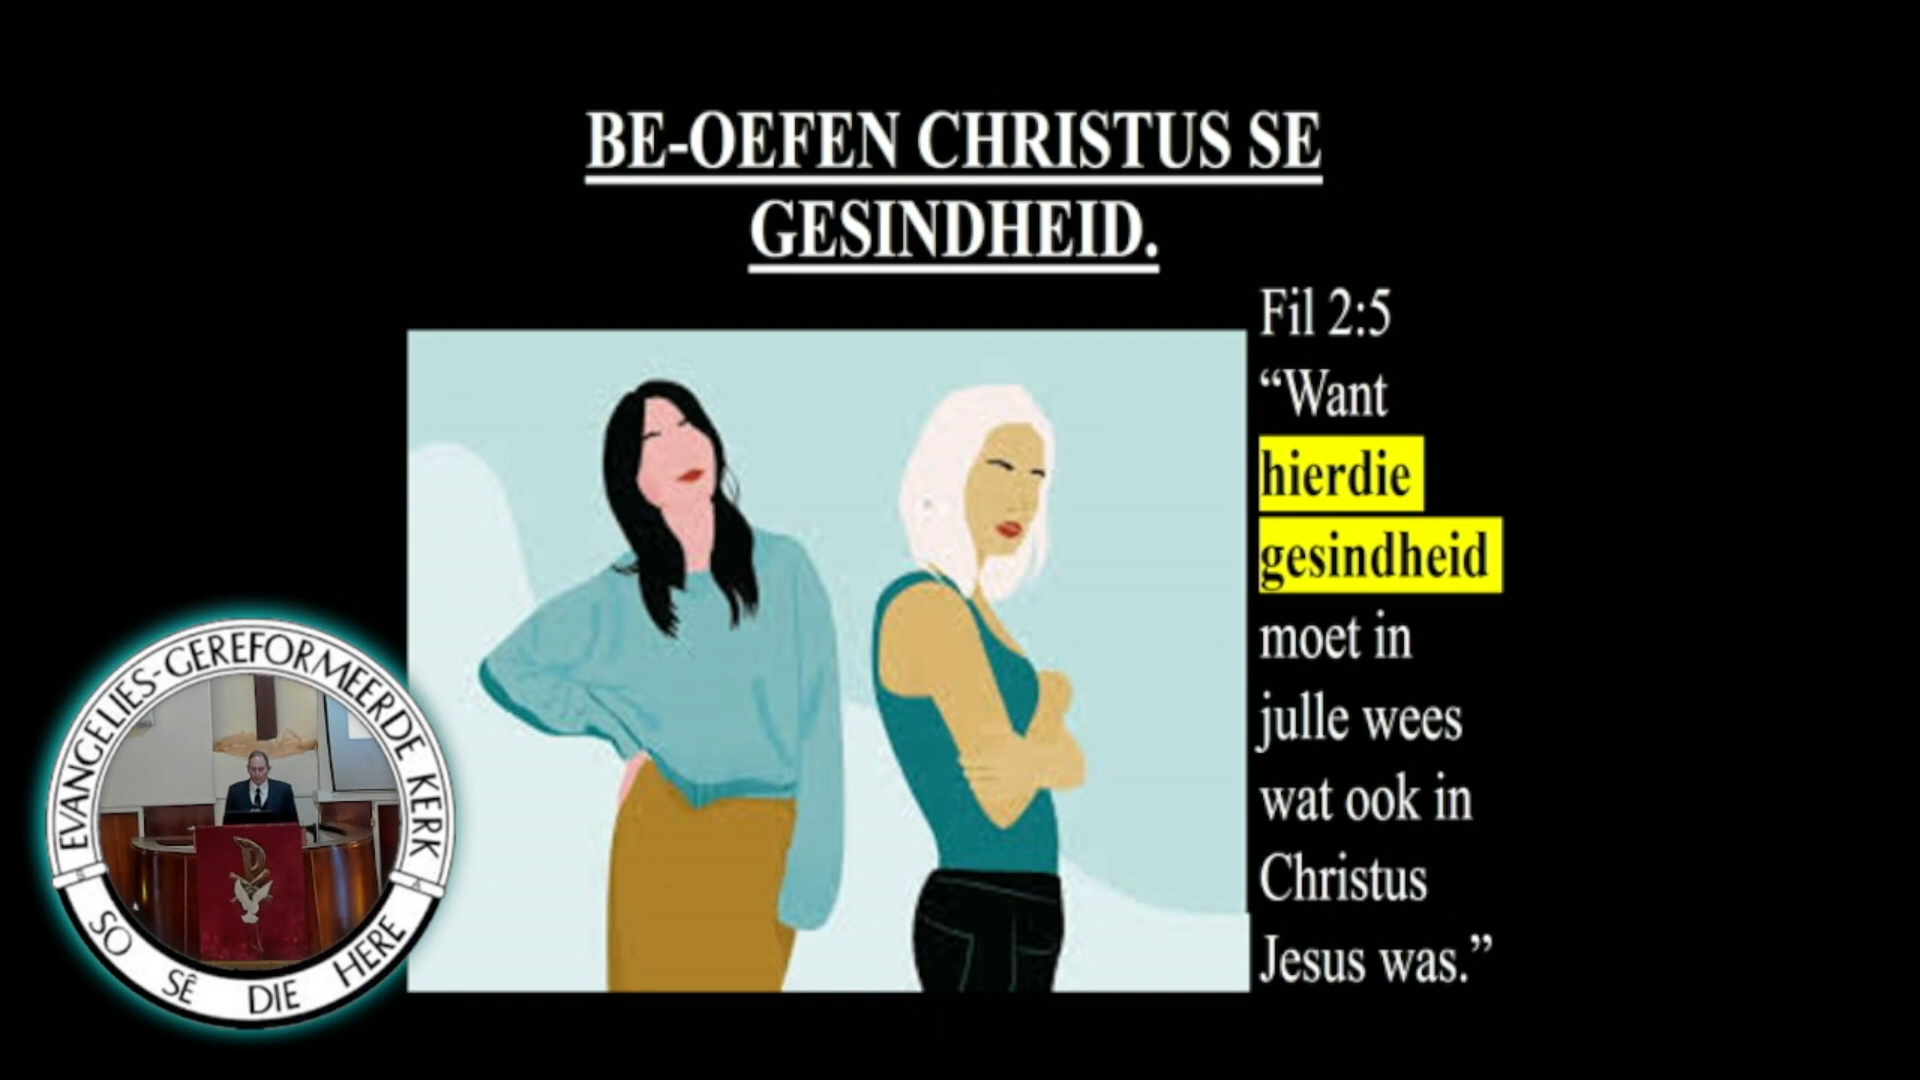 BE-OEFEN CHRISTUS SE
GESINDHEID.
Fil 2:5
“Want
hierdie
gesindheid
moet in
julle wees
wat ook in
Christus
Jesus was.”
EVANGELIES-GEREFORMEERDE KERK
SO SÊ DIE HERE